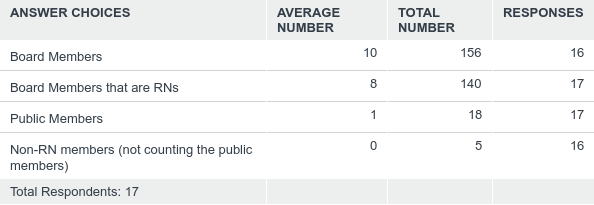 ANSWER CHOICES AVERAGE NUMBER TOTAL NUMBER RESPONSES
Board Members 10 156 16
Board Members that are RNs 8 140 17
Public Members 1 18 17
Non-RN members (not counting the public 0 5 16
members)
Total Respondents: 17